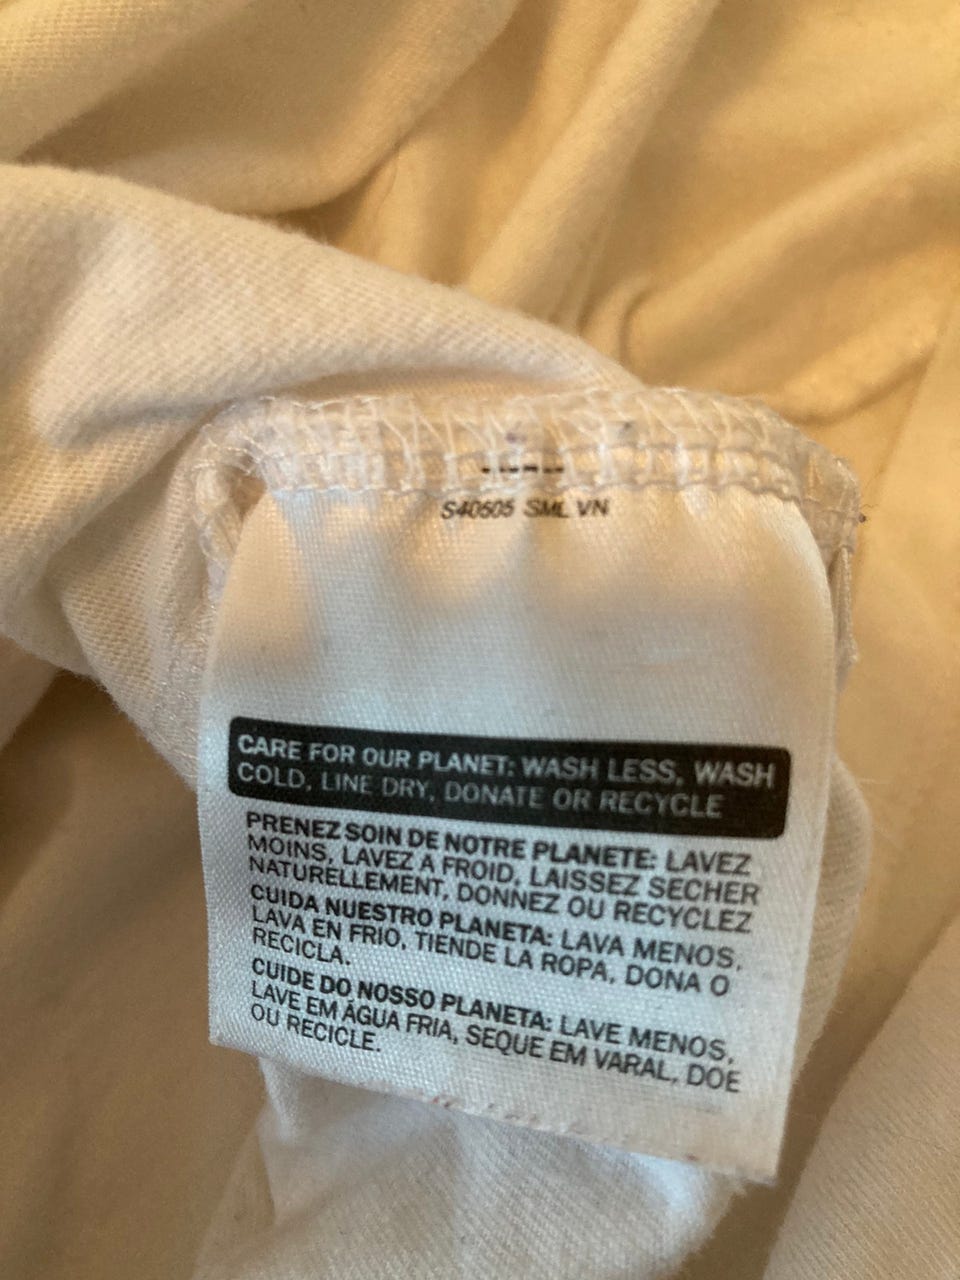 S40505 SML VN
CARE FOR OUR PLANET: WASH LESS, WASH
COLD, LINE DRY, DONATE OR RECYCLE
PRENEZ SOIN DE NOTRE PLANETE: LAVEZ
MOINS, LAVEZ A FROID, LAISSEZ SECHER
NATURELLEMENT, DONNEZ OU RECYCLEZ
CUIDA NUESTRO PLANETA: LAVA MENOS,
LAVA EN FRIO, TIENDE LA ROPA, DONA O
RECICLA.
CUIDE DO NOSSO PLANETA: LAVE MENOS,
LAVE EM ÁGUA FRIA, SEQUE EM VARAL, DOE
OU RECICLE.